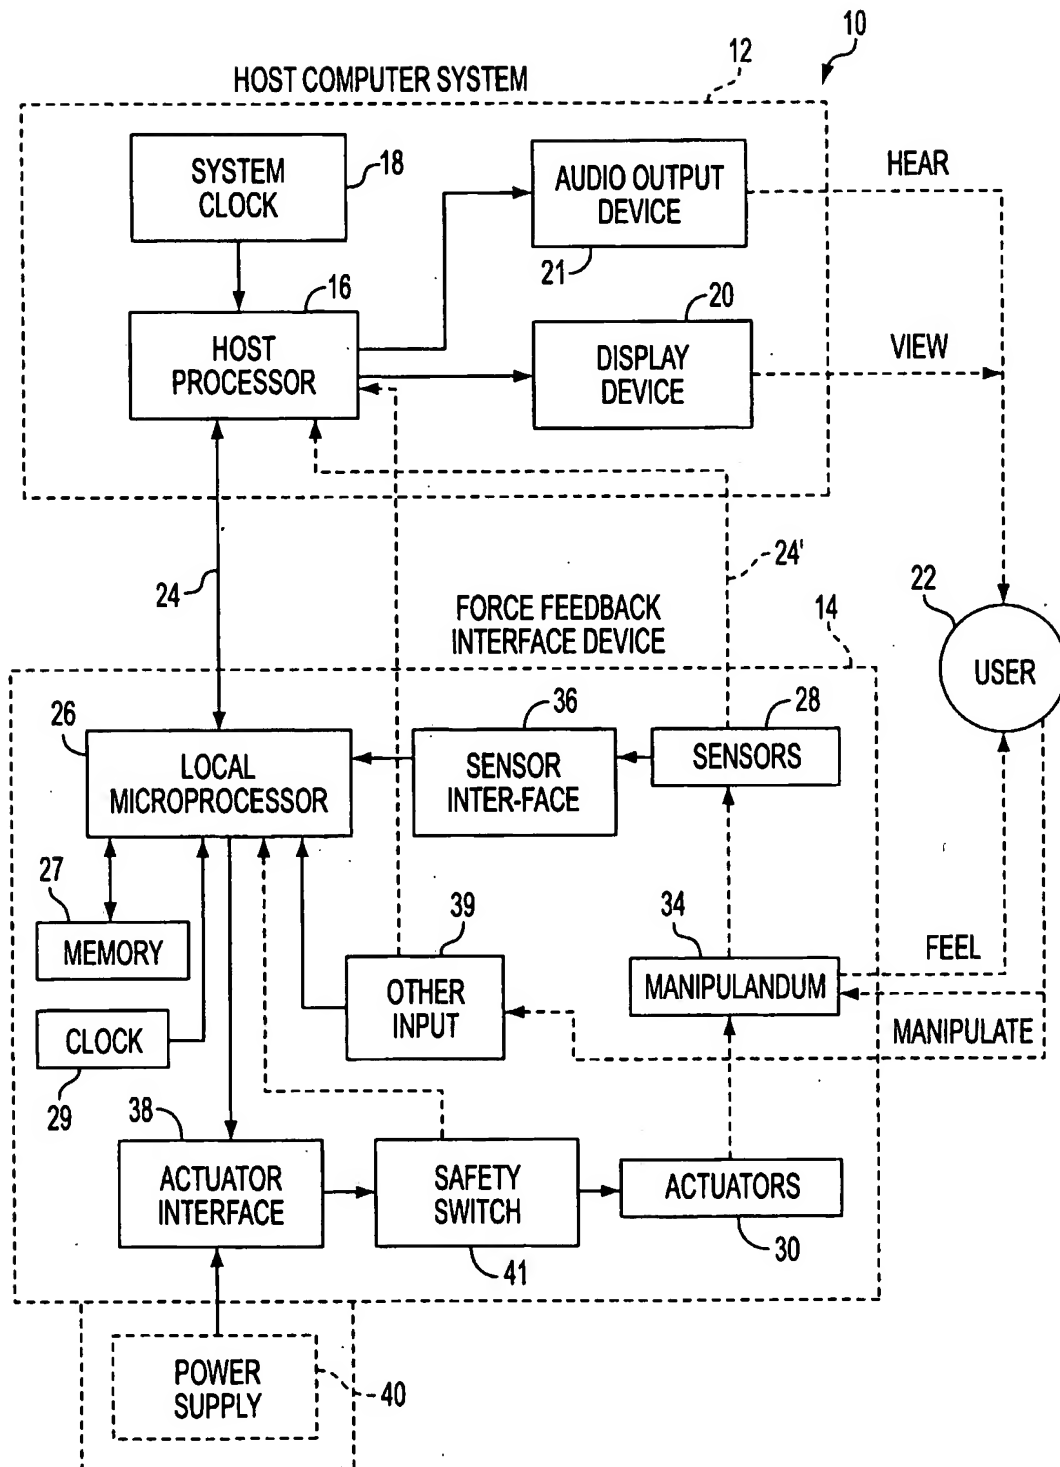 10
HOST COMPUTER SYSTEM
12
SYSTEM
CLOCK
18
AUDIO OUTPUT
DEVICE
21
HEAR
16
HOST
PROCESSOR
20
DISPLAY
DEVICE
VIEW
24
24'
FORCE FEEDBACK
INTERFACE DEVICE
14
22
USER
26
LOCAL
MICROPROCESSOR
36
SENSOR
INTER-FACE
28
SENSORS
27
MEMORY
CLOCK
29
39
OTHER
INPUT
34
MANIPULANDUM
FEEL
MANIPULATE
38
ACTUATOR
INTERFACE
SAFETY
SWITCH
41
ACTUATORS
30
POWER
SUPPLY
40